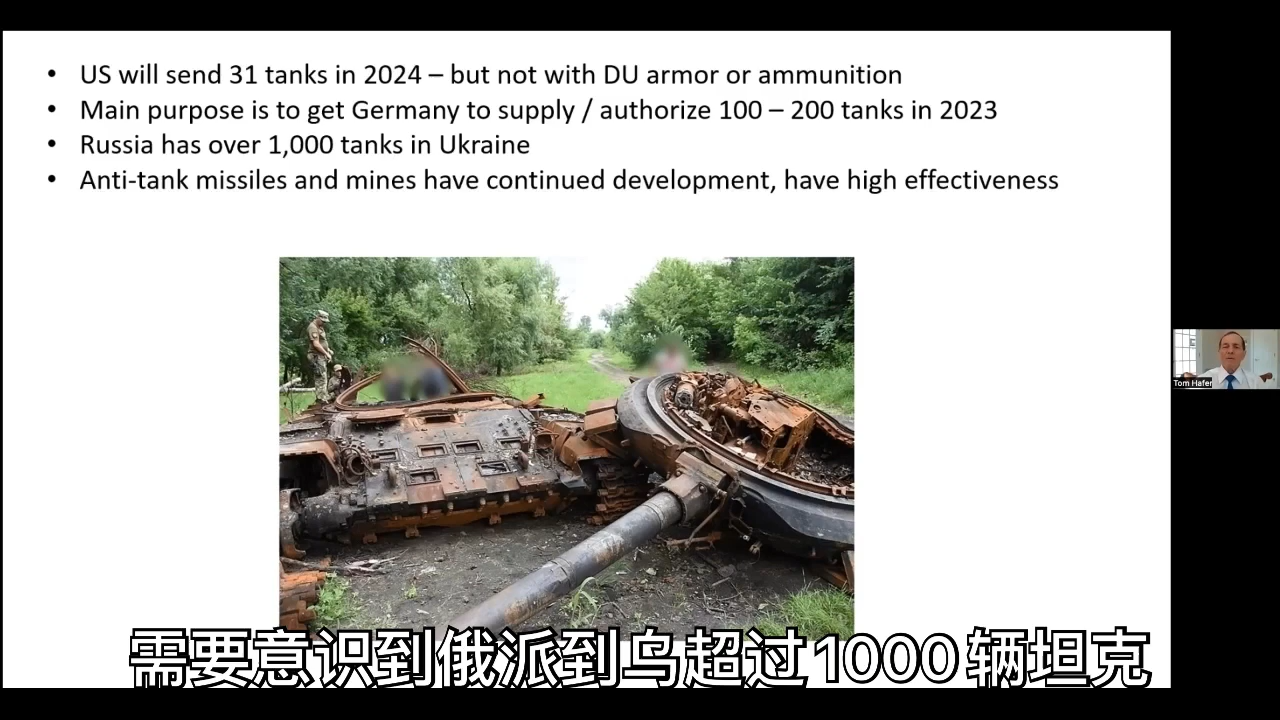 • US will send 31 tanks in 2024 – but not with DU armor or ammunition
• Main purpose is to get Germany to supply / authorize 100 – 200 tanks in 2023
• Russia has over 1,000 tanks in Ukraine
• Anti-tank missiles and mines have continued development, have high effectiveness
Tom Hafer
需要意识到俄派到乌超过1000辆坦克